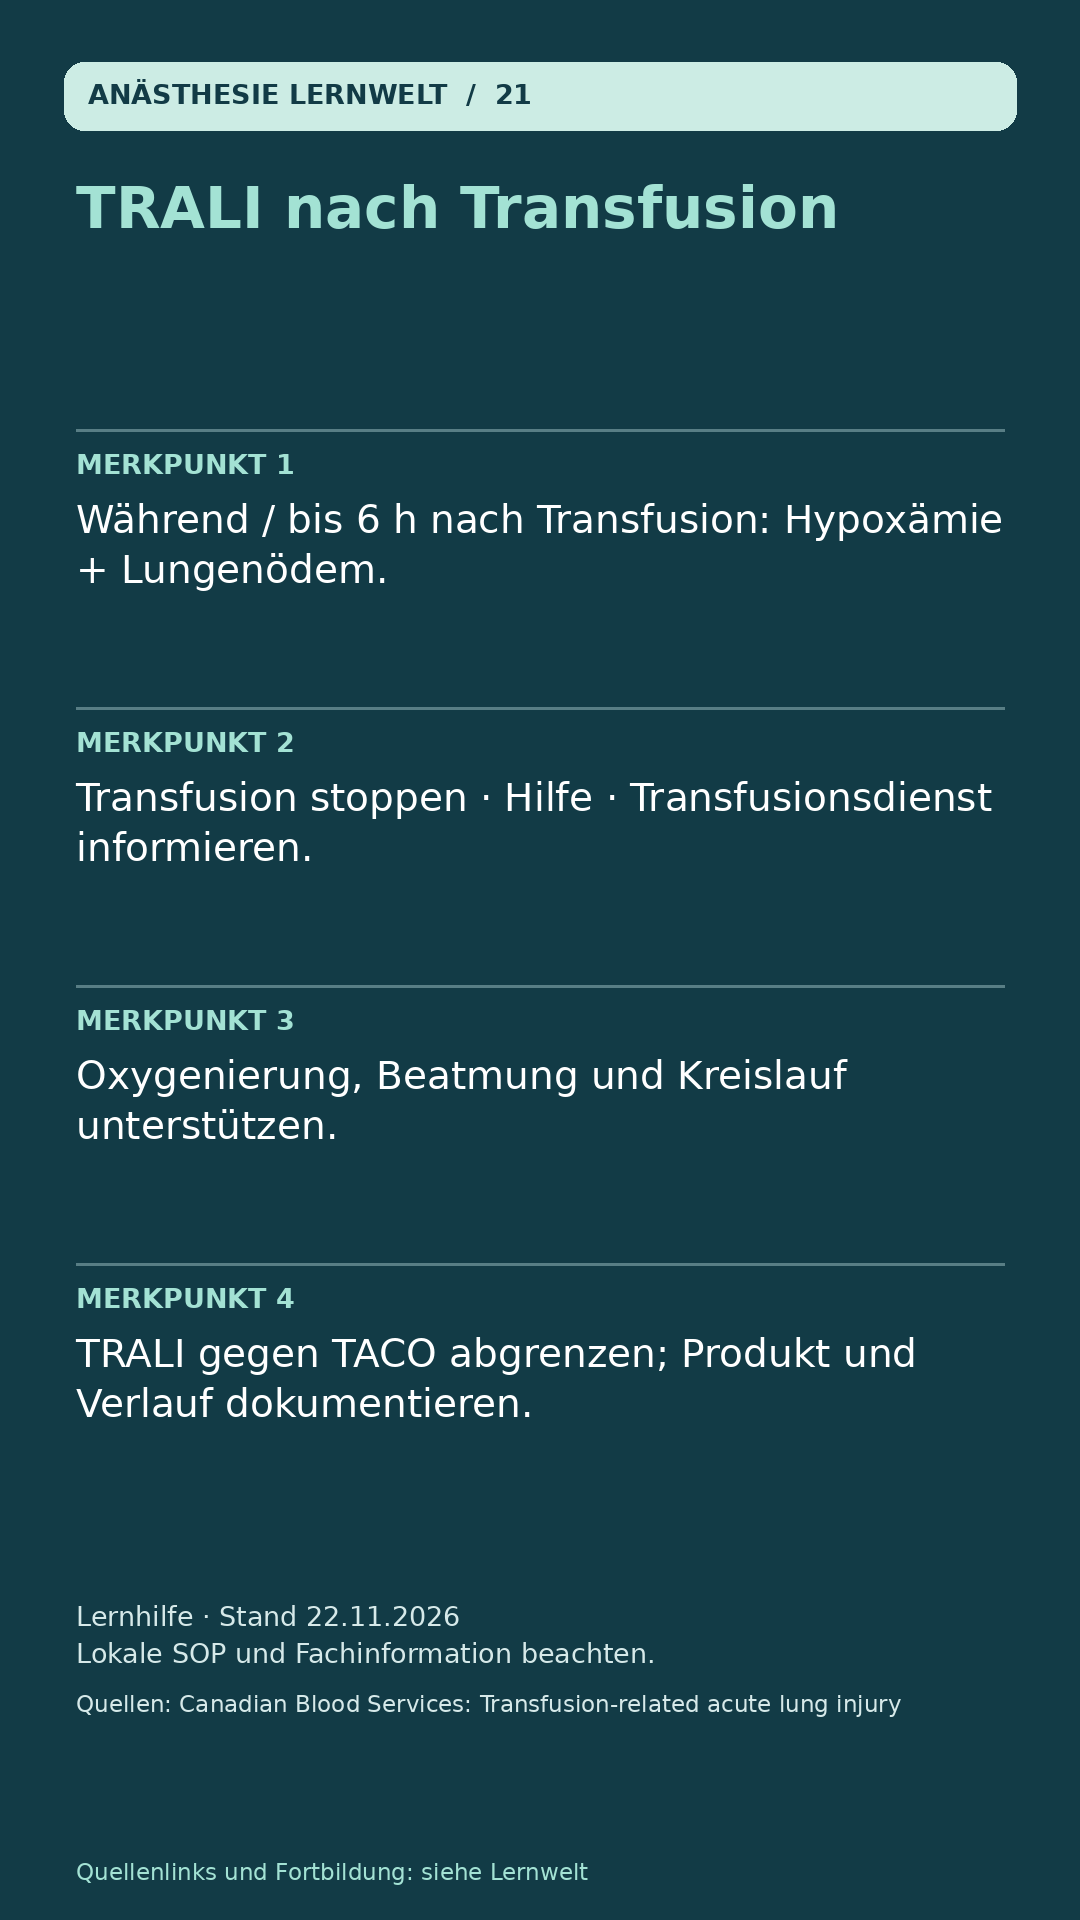 ANÄSTHESIE LERNWELT / 21
TRALI nach Transfusion
MERKPUNKT 1
Während / bis 6 h nach Transfusion: Hypoxämie
+ Lungenödem.
MERKPUNKT 2
Transfusion stoppen · Hilfe · Transfusionsdienst
informieren.
MERKPUNKT 3
Oxygenierung, Beatmung und Kreislauf
unterstützen.
MERKPUNKT 4
TRALI gegen TACO abgrenzen; Produkt und
Verlauf dokumentieren.
Lernhilfe · Stand 22.11.2026
Lokale SOP und Fachinformation beachten.
Quellen: Canadian Blood Services: Transfusion-related acute lung injury
Quellenlinks und Fortbildung: siehe Lernwelt